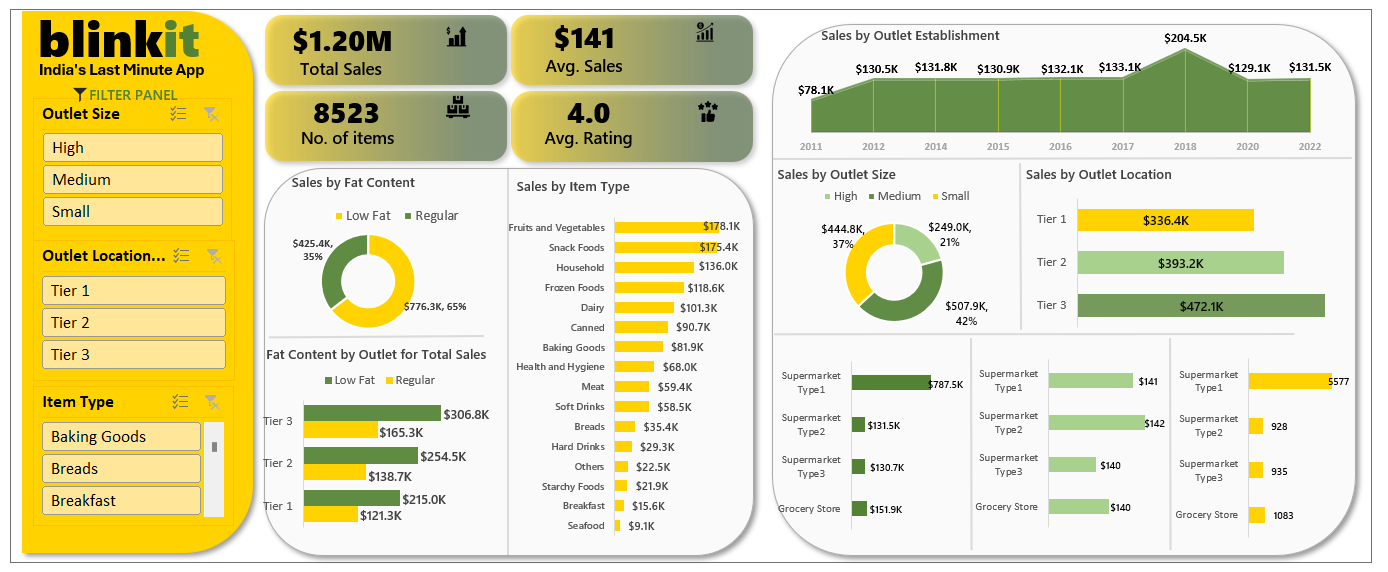 blinkit
India's Last Minute App
FILTER PANEL
Outlet Size
High
Medium
Small
Outlet Location...
Tier 1
Tier 2
Tier 3
Item Type
Baking Goods
Breads
Breakfast
$1.20M
Total Sales
$141
Avg. Sales
8523
No. of items
4.0
Avg. Rating
Sales by Fat Content
Low Fat Regular
$425.4K,
35%
$776.3K, 65%
Fat Content by Outlet for Total Sales
Low Fat Regular
Tier 3 $306.8K
$165.3K
Tier 2 $254.5K
$138.7K
Tier 1 $215.0K
$121.3K
Sales by Item Type
Fruits and Vegetables $178.1K
Snack Foods $175.4K
Household $136.0K
Frozen Foods $118.6K
Dairy $101.3K
Canned $90.7K
Baking Goods $81.9K
Health and Hygiene $68.0K
Meat $59.4K
Soft Drinks $58.5K
Breads $35.4K
Hard Drinks $29.3K
Others $22.5K
Starchy Foods $21.9K
Breakfast $15.6K
Seafood $9.1K
Sales by Outlet Establishment
$78.1K $130.5K $131.8K $130.9K $132.1K $133.1K $204.5K $129.1K $131.5K
2011 2012 2014 2015 2016 2017 2018 2020 2022
Sales by Outlet Size
High Medium Small
$444.8K,
37%
$249.0K,
21%
$507.9K,
42%
Sales by Outlet Location
Tier 1 $336.4K
Tier 2 $393.2K
Tier 3 $472.1K
Supermarket
Type1 $787.5K
Supermarket
Type2 $131.5K
Supermarket
Type3 $130.7K
Grocery Store $151.9K
Supermarket
Type1 $141
Supermarket
Type2 $142
Supermarket
Type3 $140
Grocery Store $140
Supermarket
Type1 5577
Supermarket
Type2 928
Supermarket
Type3 935
Grocery Store 1083